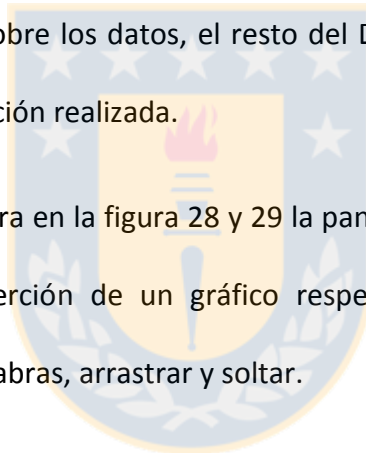 obre los datos, el resto del D
ción realizada.
ra en la figura 28 y 29 la pan
erción de un gráfico respe
abras, arrastrar y soltar.